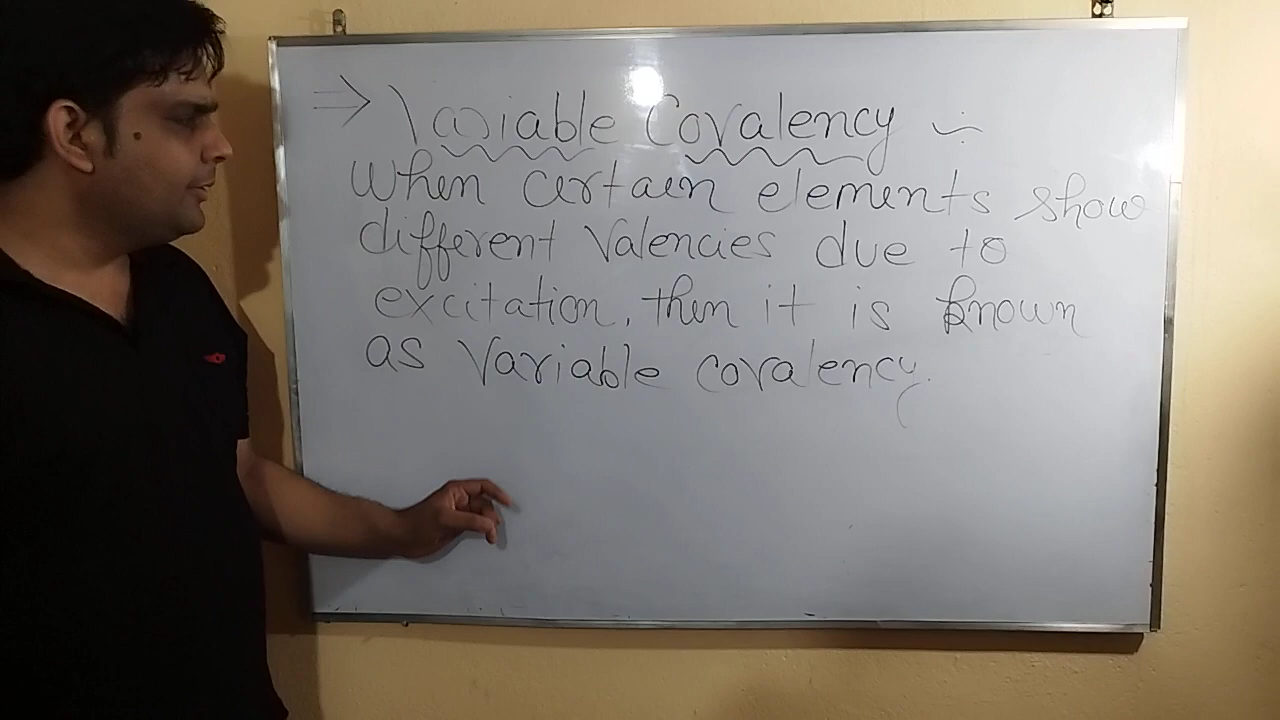 ⇒ Variable Covalency :-
When certain elements show
different Valencies due to
excitation, then it is known
as Variable covalency.